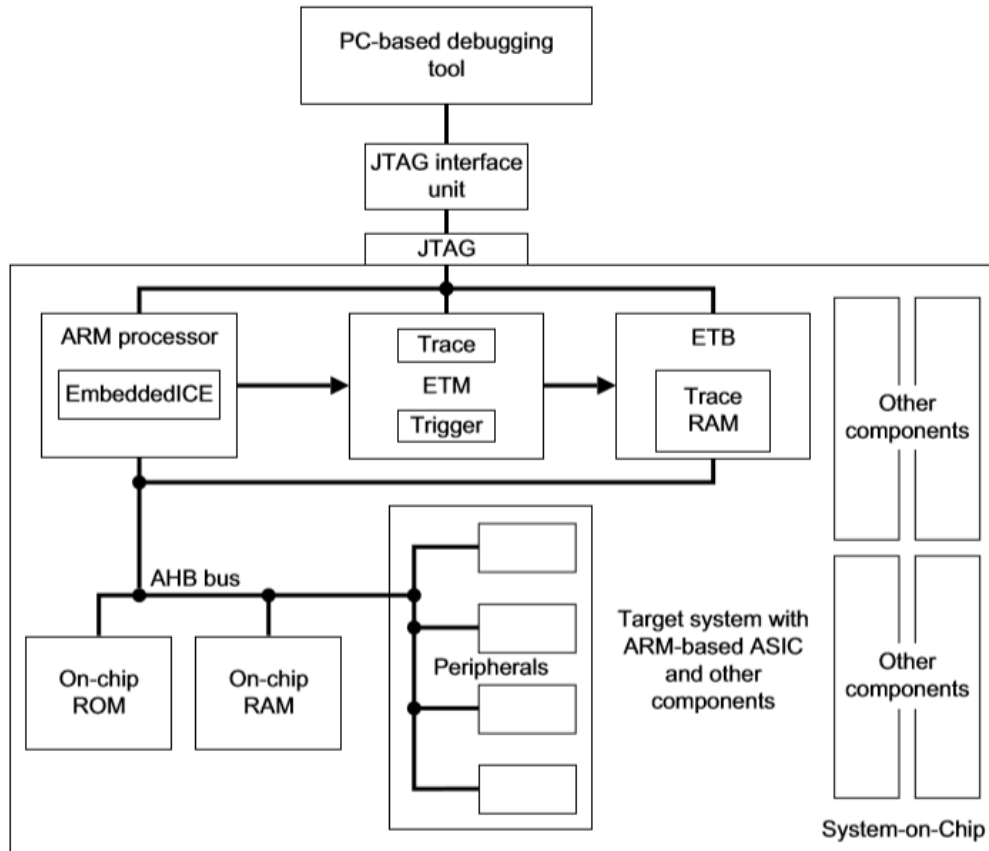 PC-based debugging
tool
JTAG interface
unit
JTAG
ARM processor
EmbeddedICE
Trace
ETM
Trigger
ETB
Trace
RAM
Other
components
AHB bus
On-chip
ROM
On-chip
RAM
Peripherals
Target system with
ARM-based ASIC
and other
components
Other
components
System-on-Chip